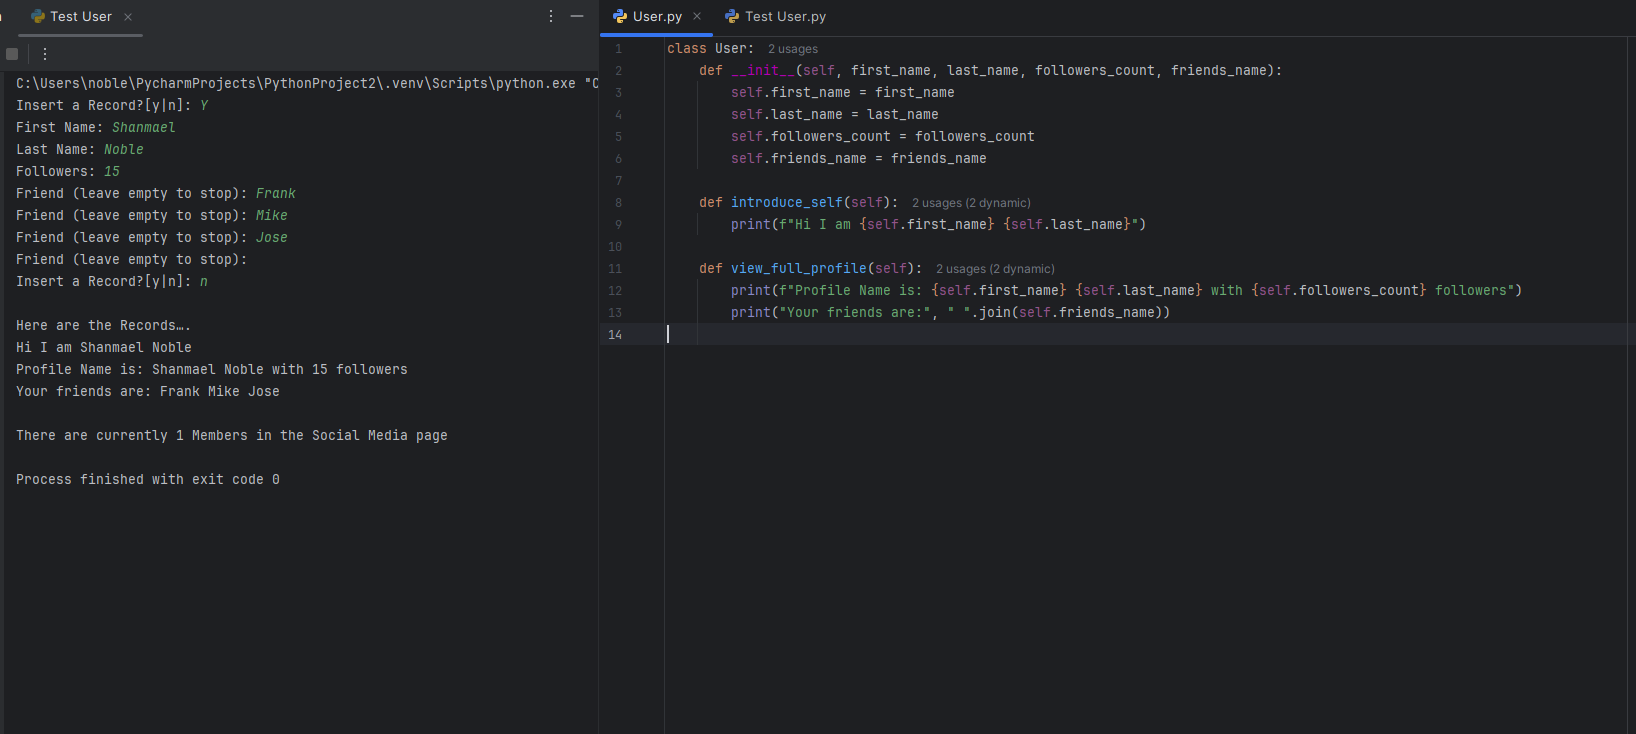 Test User
C:\Users\noble\PycharmProjects\PythonProject2\.venv\Scripts\python.exe "C
Insert a Record?[y|n]: Y
First Name: Shanmael
Last Name: Noble
Followers: 15
Friend (leave empty to stop): Frank
Friend (leave empty to stop): Mike
Friend (leave empty to stop): Jose
Friend (leave empty to stop):
Insert a Record?[y|n]: n
Here are the Records….
Hi I am Shanmael Noble
Profile Name is: Shanmael Noble with 15 followers
Your friends are: Frank Mike Jose
There are currently 1 Members in the Social Media page
Process finished with exit code 0
User.py Test User.py
1 class User: 2 usages
2 def __init__(self, first_name, last_name, followers_count, friends_name):
3 self.first_name = first_name
4 self.last_name = last_name
5 self.followers_count = followers_count
6 self.friends_name = friends_name
7
8 def introduce_self(self): 2 usages (2 dynamic)
9 print(f"Hi I am {self.first_name} {self.last_name}")
10
11 def view_full_profile(self): 2 usages (2 dynamic)
12 print(f"Profile Name is: {self.first_name} {self.last_name} with {self.followers_count} followers")
13 print("Your friends are:", " ".join(self.friends_name))
14